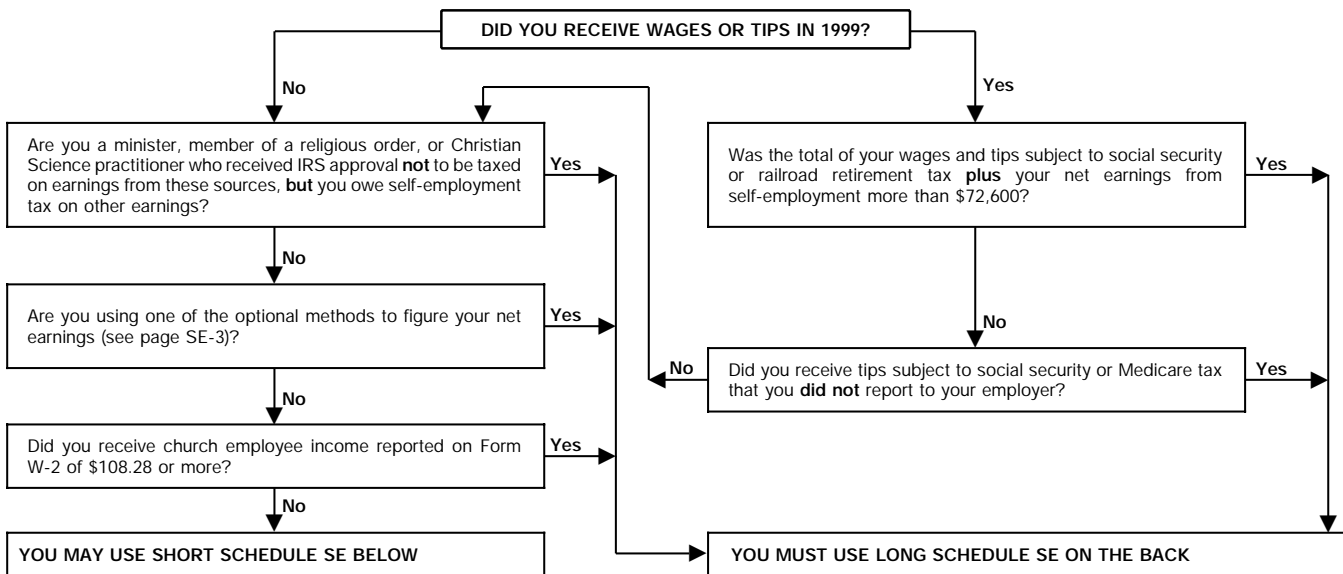 DID YOU RECEIVE WAGES OR TIPS IN 1999?
No
Yes
Are you a minister, member of a religious order, or Christian
Science practitioner who received IRS approval not to be taxed
on earnings from these sources, but you owe self-employment
tax on other earnings?
Yes
Was the total of your wages and tips subject to social security
or railroad retirement tax plus your net earnings from
self-employment more than $72,600?
Yes
No
Are you using one of the optional methods to figure your net
earnings (see page SE-3)?
Yes
No
Did you receive tips subject to social security or Medicare tax
that you did not report to your employer?
No
Yes
No
Did you receive church employee income reported on Form
W-2 of $108.28 or more?
Yes
No
YOU MAY USE SHORT SCHEDULE SE BELOW
YOU MUST USE LONG SCHEDULE SE ON THE BACK